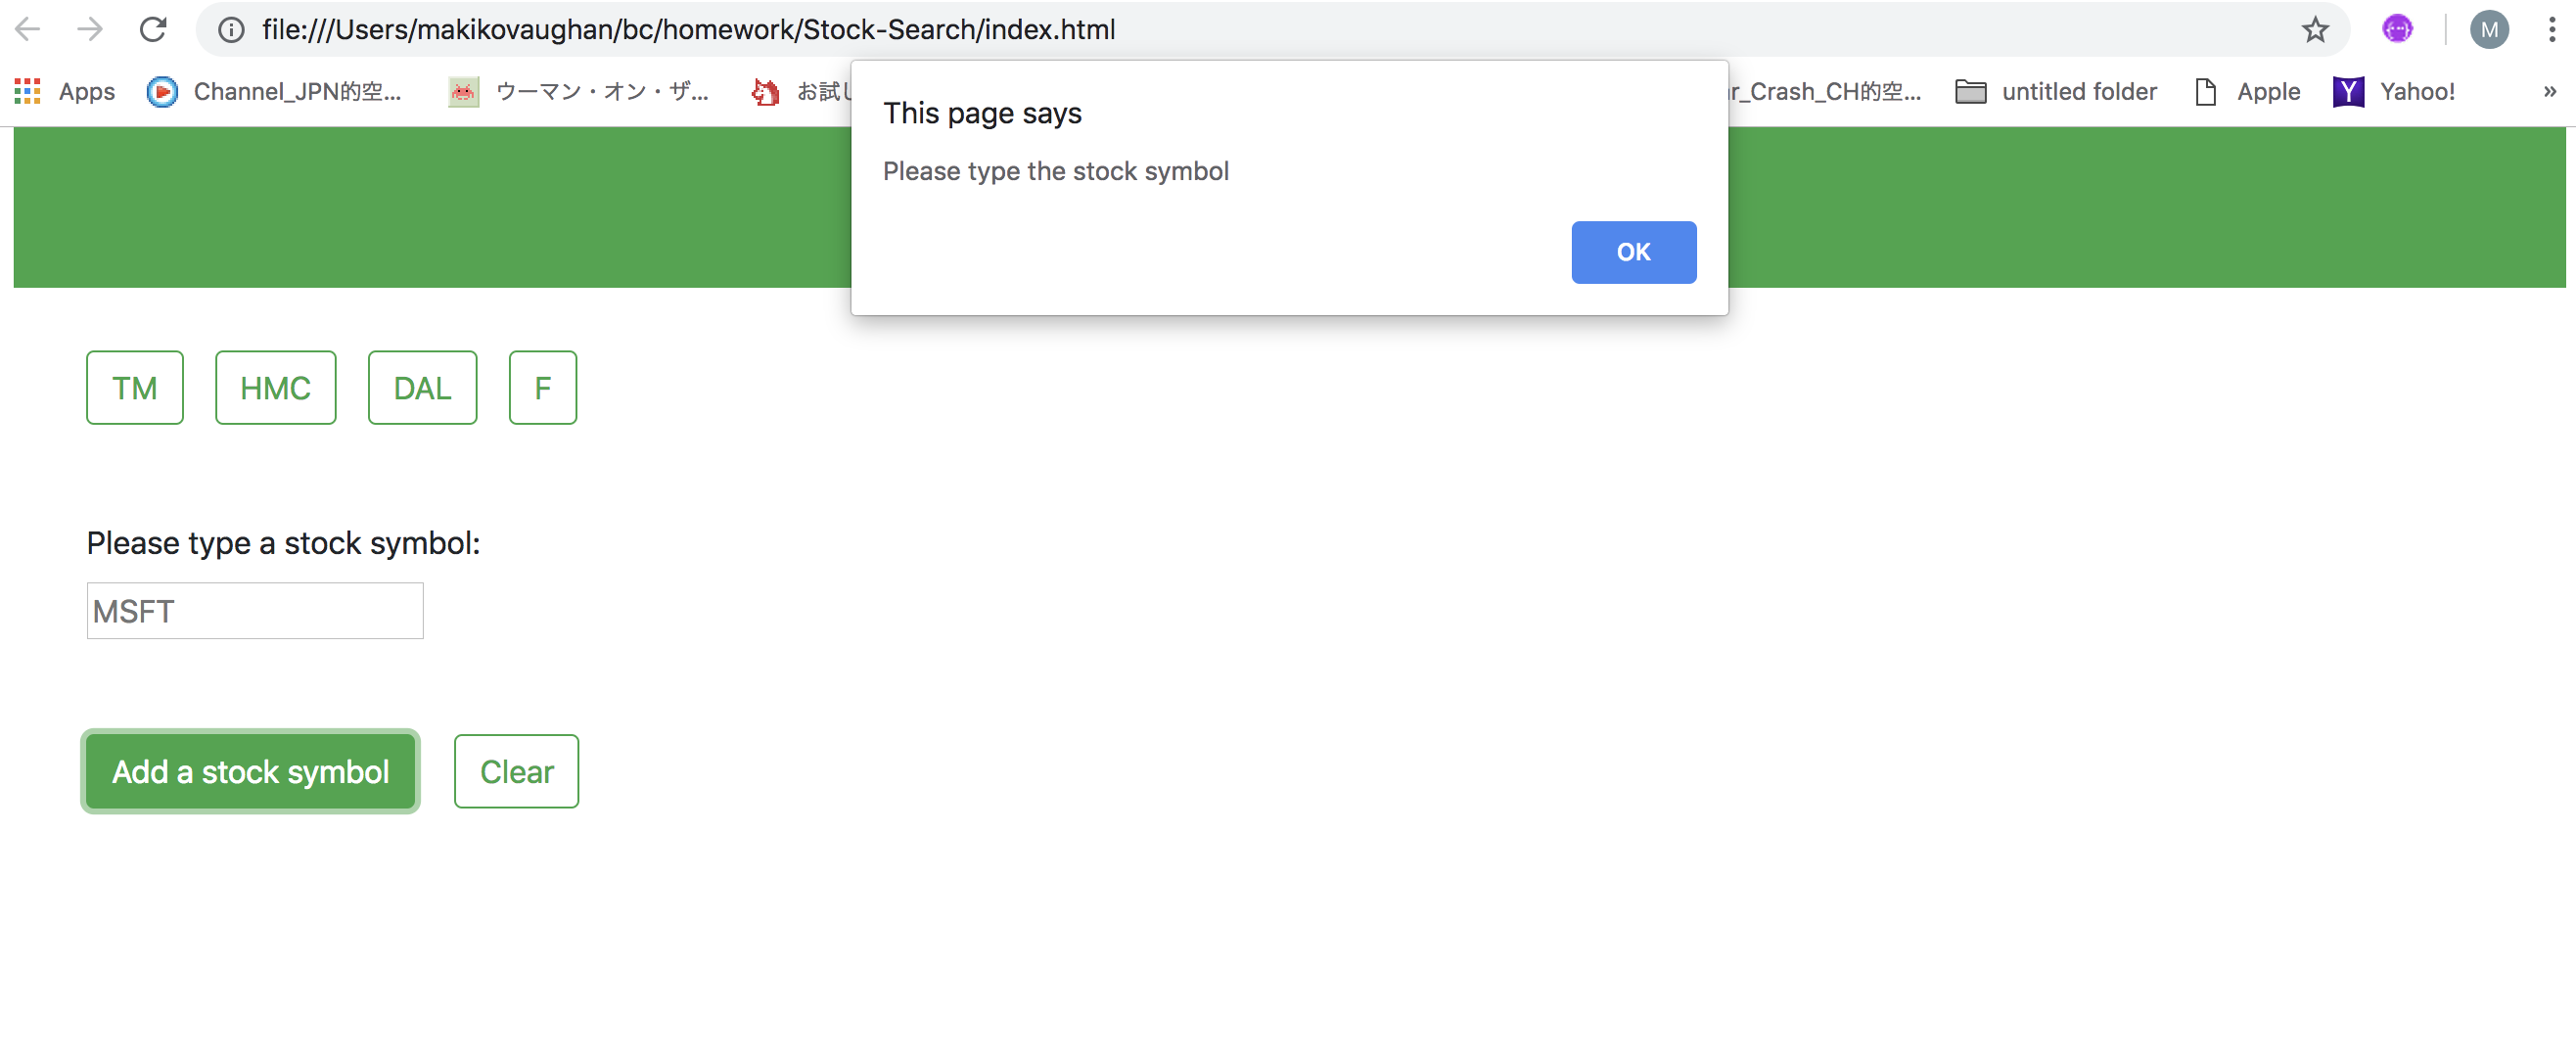 file:///Users/makikovaughan/bc/homework/Stock-Search/index.html
M
Apps Channel_JPN的空... ウーマン・オン・ザ... お試し r_Crash_CH的空... untitled folder Apple Yahoo! »
This page says
Please type the stock symbol
OK
TM HMC DAL F
Please type a stock symbol:
MSFT
Add a stock symbol Clear